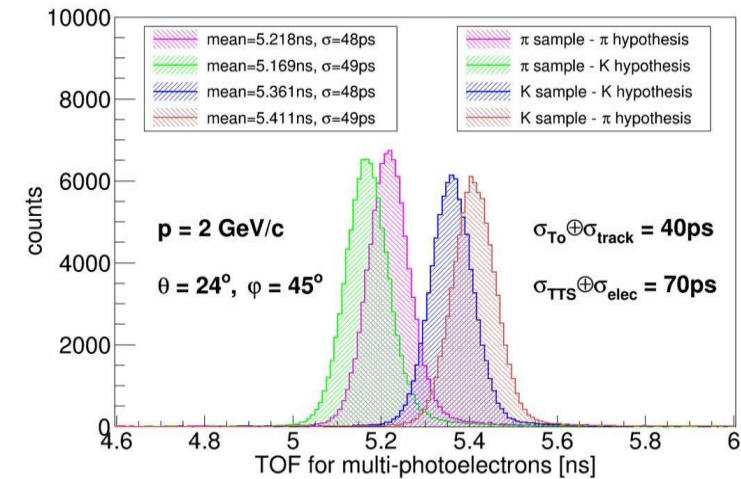 10000
8000
6000
4000
2000
0
counts
mean=5.218ns, σ=48ps
mean=5.169ns, σ=49ps
mean=5.361ns, σ=48ps
mean=5.411ns, σ=49ps
π sample - π hypothesis
π sample - K hypothesis
K sample - K hypothesis
K sample - π hypothesis
p = 2 GeV/c
θ = 24°, φ = 45°
σTo⊕σtrack = 40ps
σTTS⊕σelec = 70ps
4.6 4.8 5 5.2 5.4 5.6 5.8 6
TOF for multi-photoelectrons [ns]